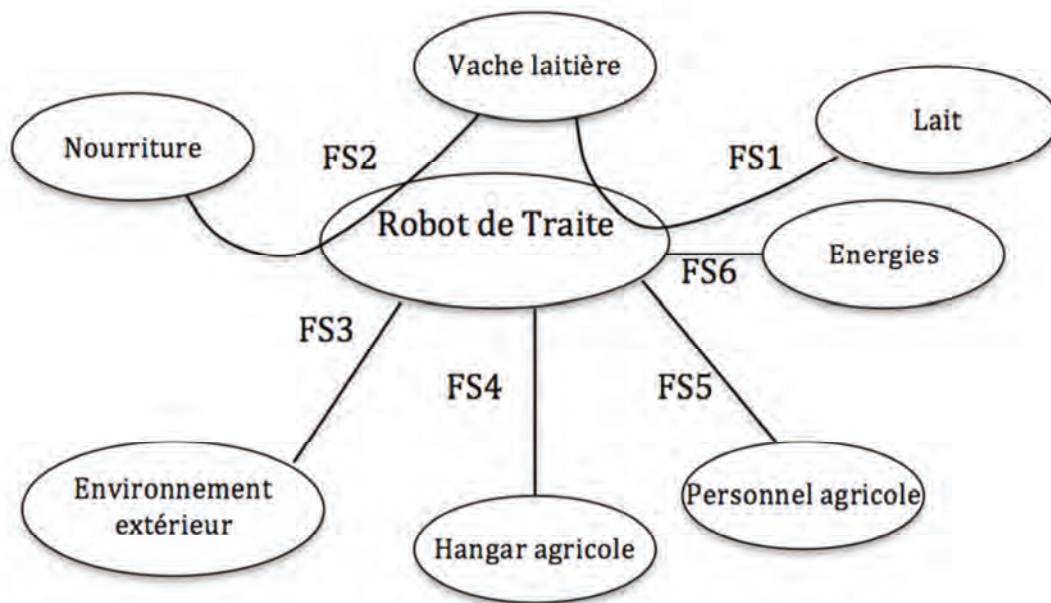 Vache laitière
Lait
Nourriture
FS2
FS1
Robot de Traite
Energies
FS6
FS3
FS4
FS5
Environnement
extérieur
Hangar agricole
Personnel agricole